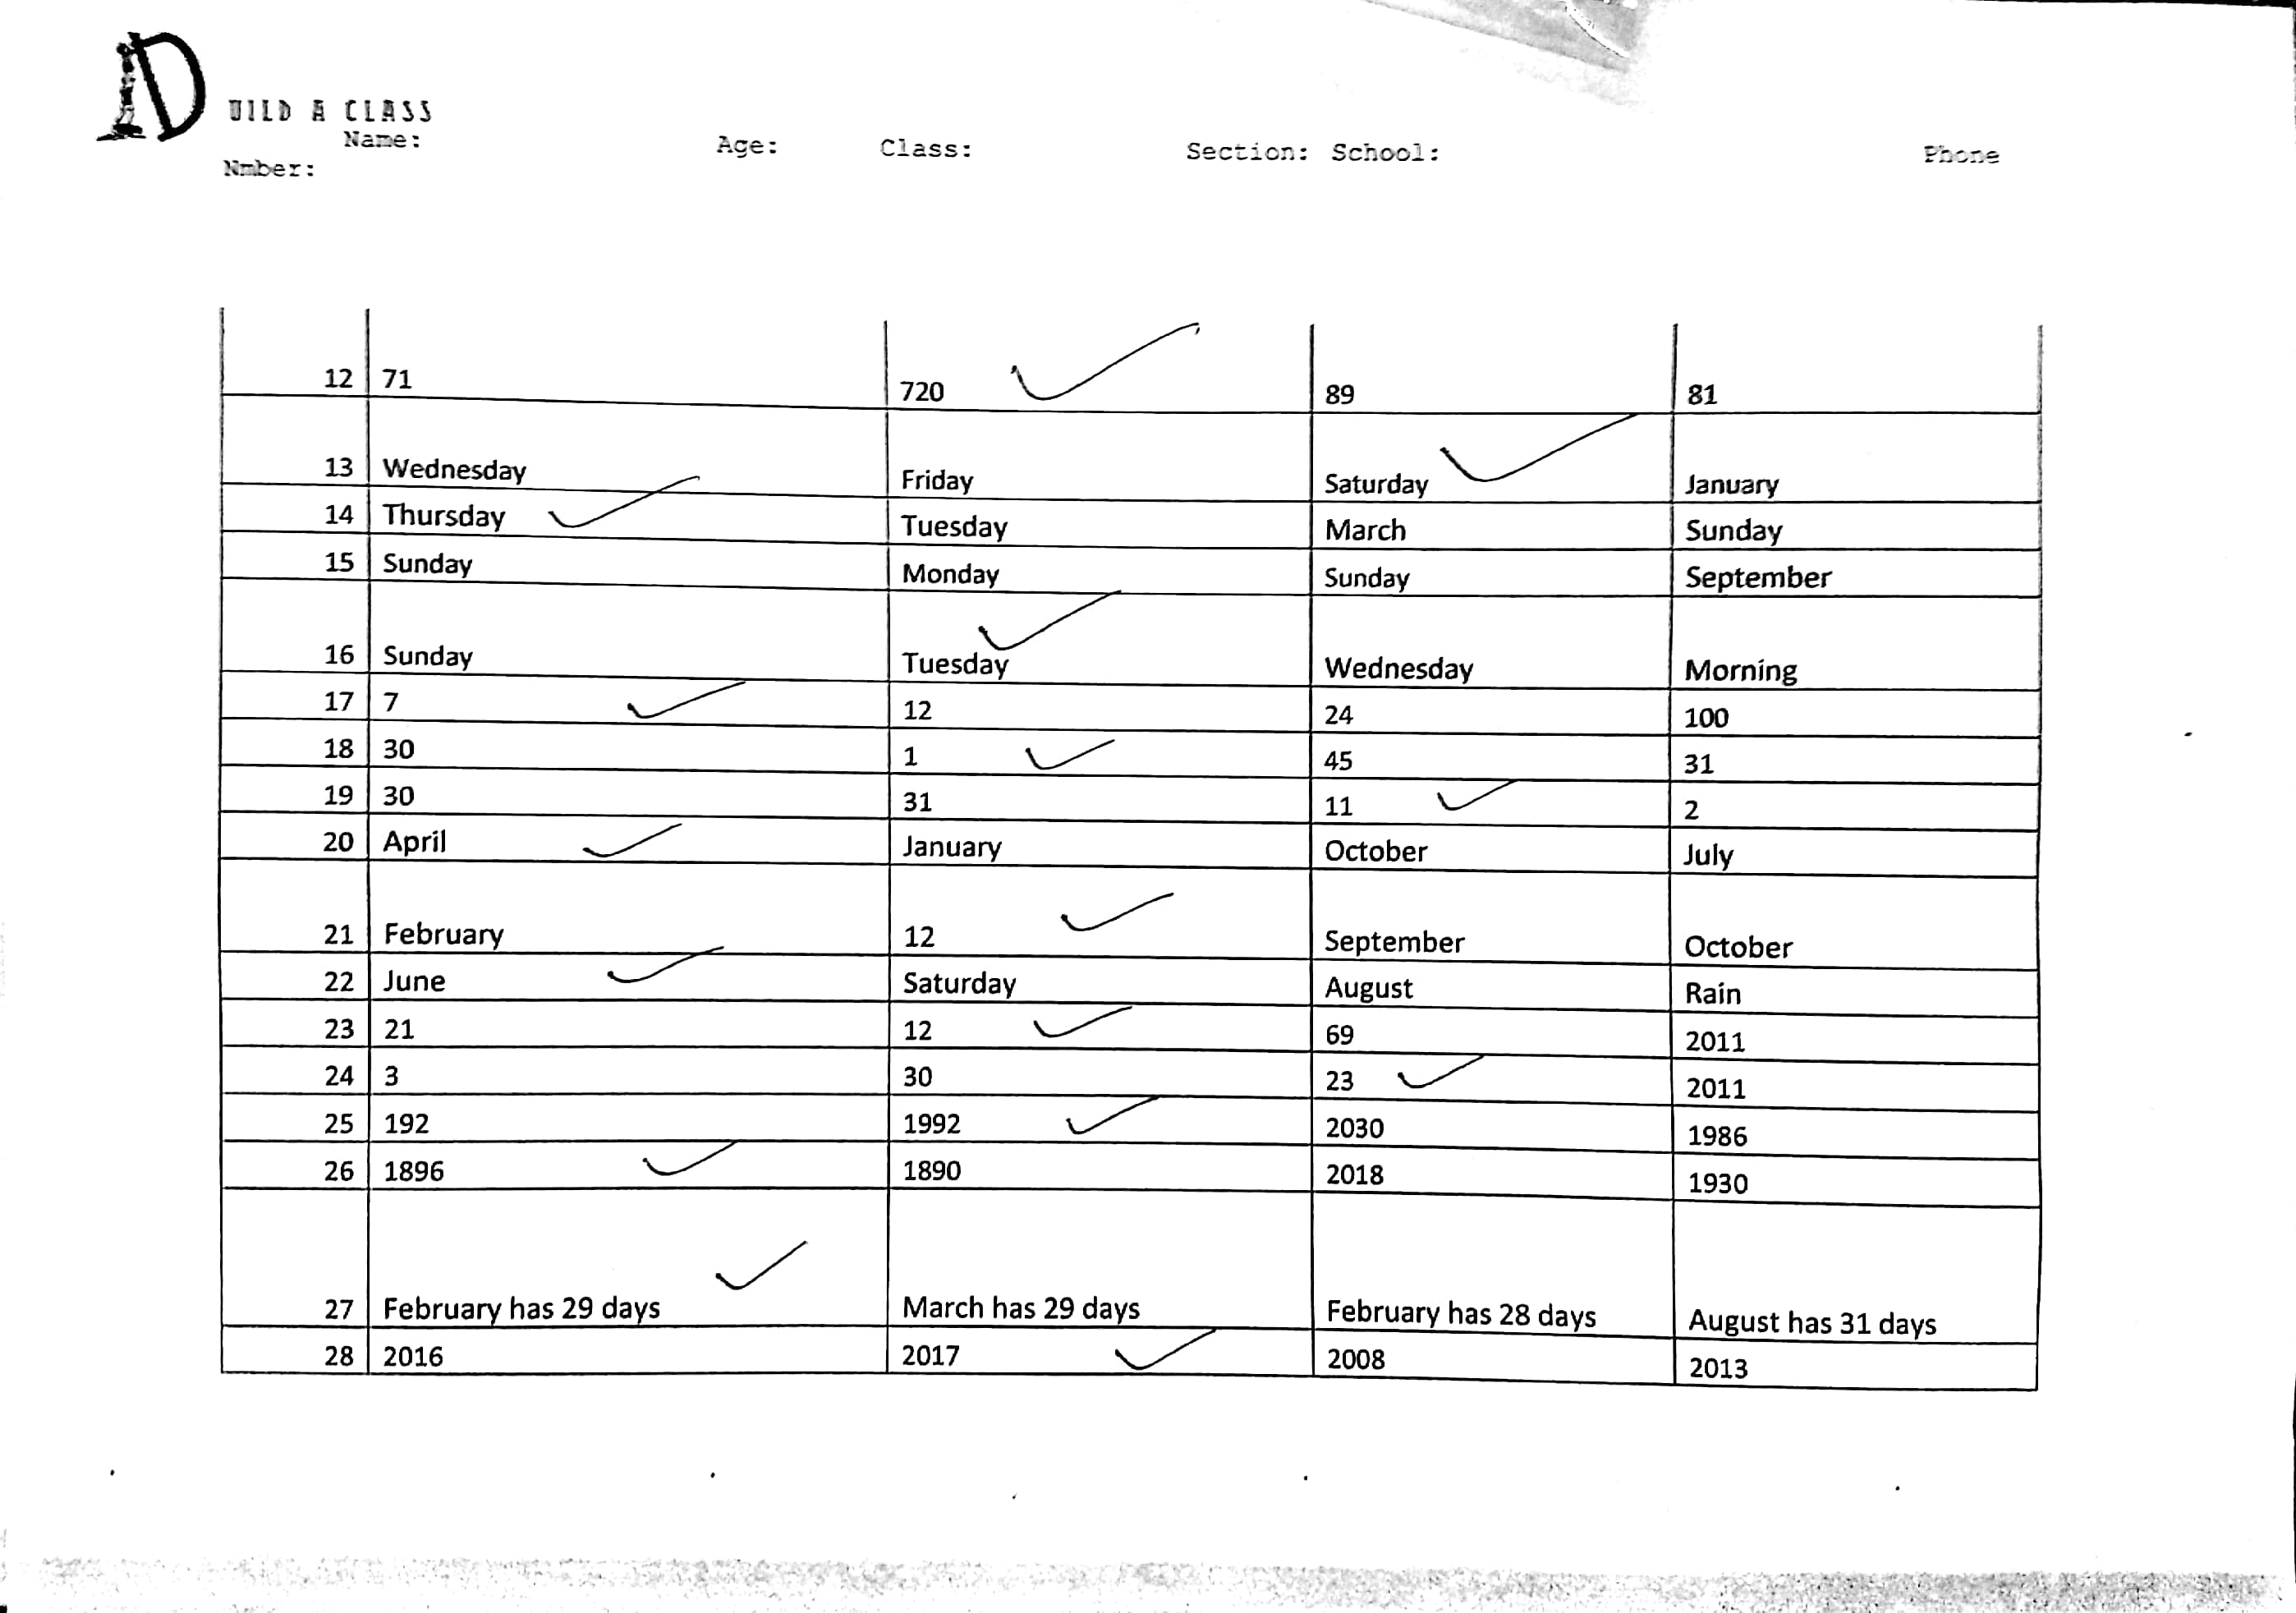 UILD A CLASS
Name: Age: Class: Section: School: Phone
Nmber:
12 71 720 89 81
13 Wednesday Friday Saturday January
14 Thursday Tuesday March Sunday
15 Sunday Monday Sunday September
16 Sunday Tuesday Wednesday Morning
17 7 12 24 100
18 30 1 45 31
19 30 31 11 2
20 April January October July
21 February 12 September October
22 June Saturday August Rain
23 21 12 69 2011
24 3 30 23 2011
25 192 1992 2030 1986
26 1896 1890 2018 1930
27 February has 29 days March has 29 days February has 28 days August has 31 days
28 2016 2017 2008 2013